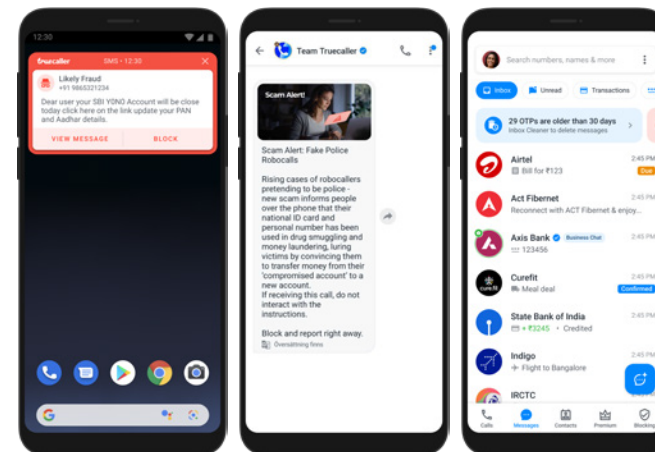 12:30
truecaller SMS • 12:30
Likely Fraud
+91 9865221234
Dear user your SBI YONO Account will be close
today click here on the link update your PAN
and Aadhar details.
VIEW MESSAGE BLOCK
Team Truecaller
Scam Alert!
Scam Alert: Fake Police
Robocalls
Rising cases of robocallers
pretending to be police -
new scam informs people
over the phone that their
national ID card and
personal number has been
used in drug smuggling and
money laundering, luring
victims by convincing them
to transfer money from their
'compromised account' to a
new account.
If receiving this call, do not
interact with the
instructions.
Block and report right away.
Översättning finns
Search numbers, names & more
Inbox Unread Transactions
29 OTPs are older than 30 days
Inbox Cleaner to delete messages
Airtel 2:45 PM
Bill for ₹123 Due
Act Fibernet 2:45 PM
Reconnect with ACT Fibernet & enjoy...
Axis Bank Business Chat 2:45 PM
123456
cure.fit
Curefit 2:45 PM
Meal deal Confirmed
State Bank of India 2:45 PM
+ ₹3245 • Credited
Indigo 2:45 PM
Flight to Bangalore
IRCTC
Calls Messages Contacts Premium Blocking